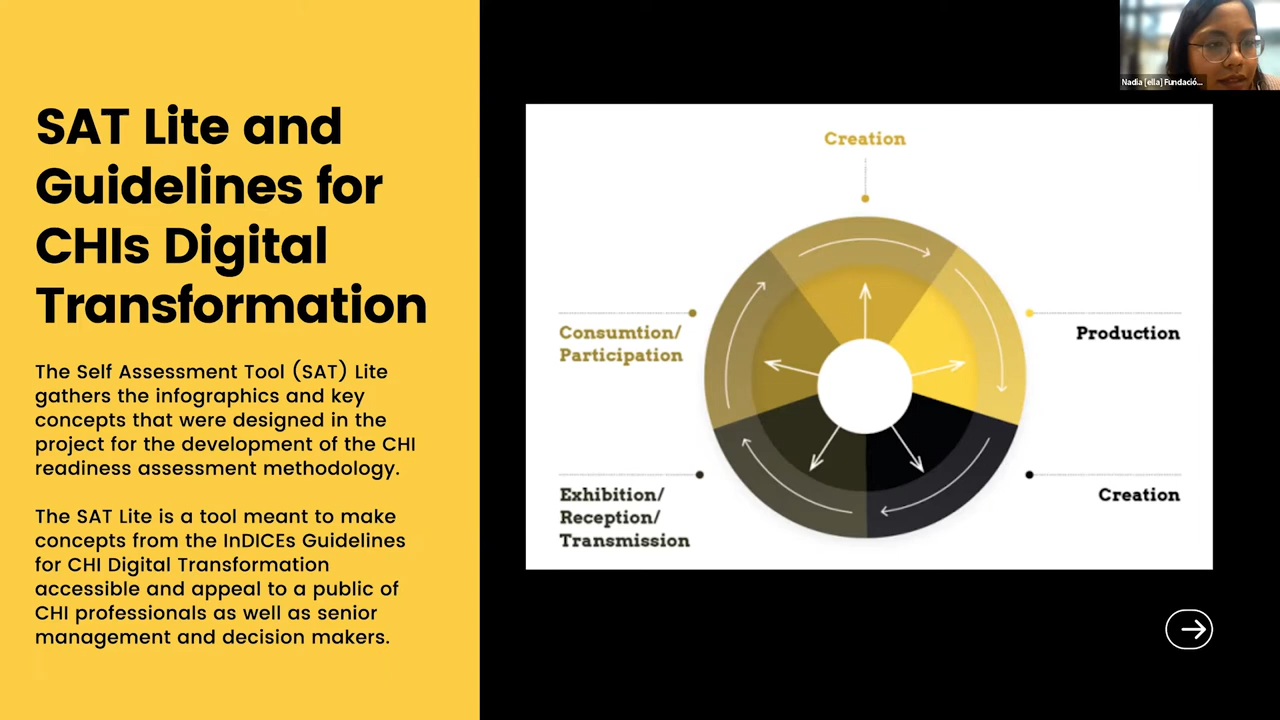 SAT Lite and
Guidelines for
CHIs Digital
Transformation
The Self Assessment Tool (SAT) Lite
gathers the infographics and key
concepts that were designed in the
project for the development of the CHI
readiness assessment methodology.
The SAT Lite is a tool meant to make
concepts from the InDICEs Guidelines
for CHI Digital Transformation
accessible and appeal to a public of
CHI professionals as well as senior
management and decision makers.
Creation
Production
Consumtion/
Participation
Creation
Exhibition/
Reception/
Transmission
Nadia [ella] Fundació...